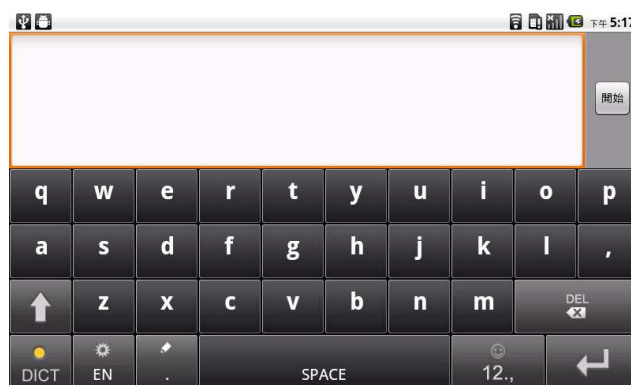 下午 5:17
開始
q w e r t y u i o p
a s d f g h j k l ,
z x c v b n m DEL
DICT EN . SPACE 12.,